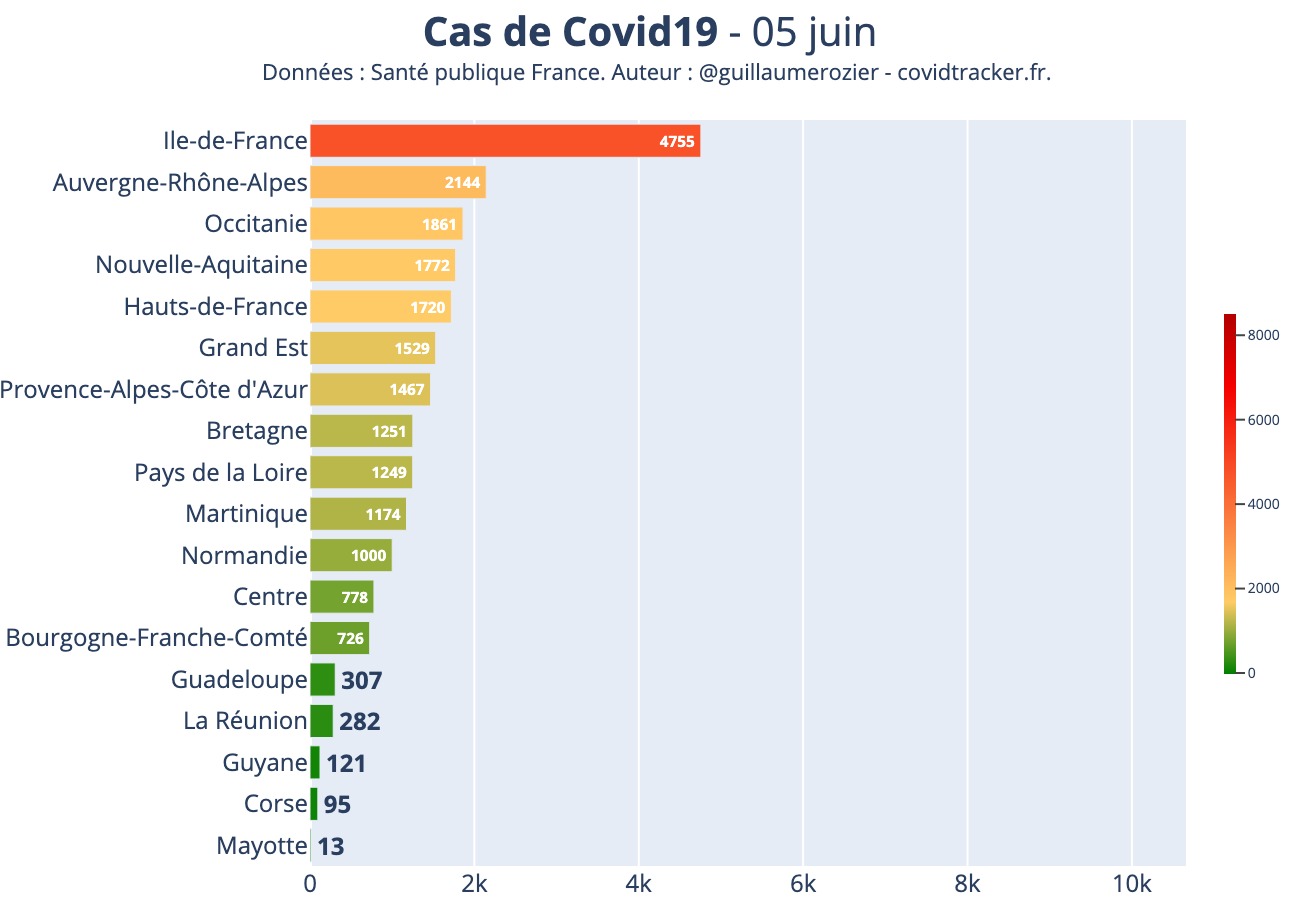 Cas de Covid19 - 05 juin
Données : Santé publique France. Auteur : @guillaumerozier - covidtracker.fr.
Ile-de-France 4755
Auvergne-Rhône-Alpes 2144
Occitanie 1861
Nouvelle-Aquitaine 1772
Hauts-de-France 1720
Grand Est 1529
Provence-Alpes-Côte d'Azur 1467
Bretagne 1251
Pays de la Loire 1249
Martinique 1174
Normandie 1000
Centre 778
Bourgogne-Franche-Comté 726
Guadeloupe 307
La Réunion 282
Guyane 121
Corse 95
Mayotte 13
0 2k 4k 6k 8k 10k
8000
6000
4000
2000
0